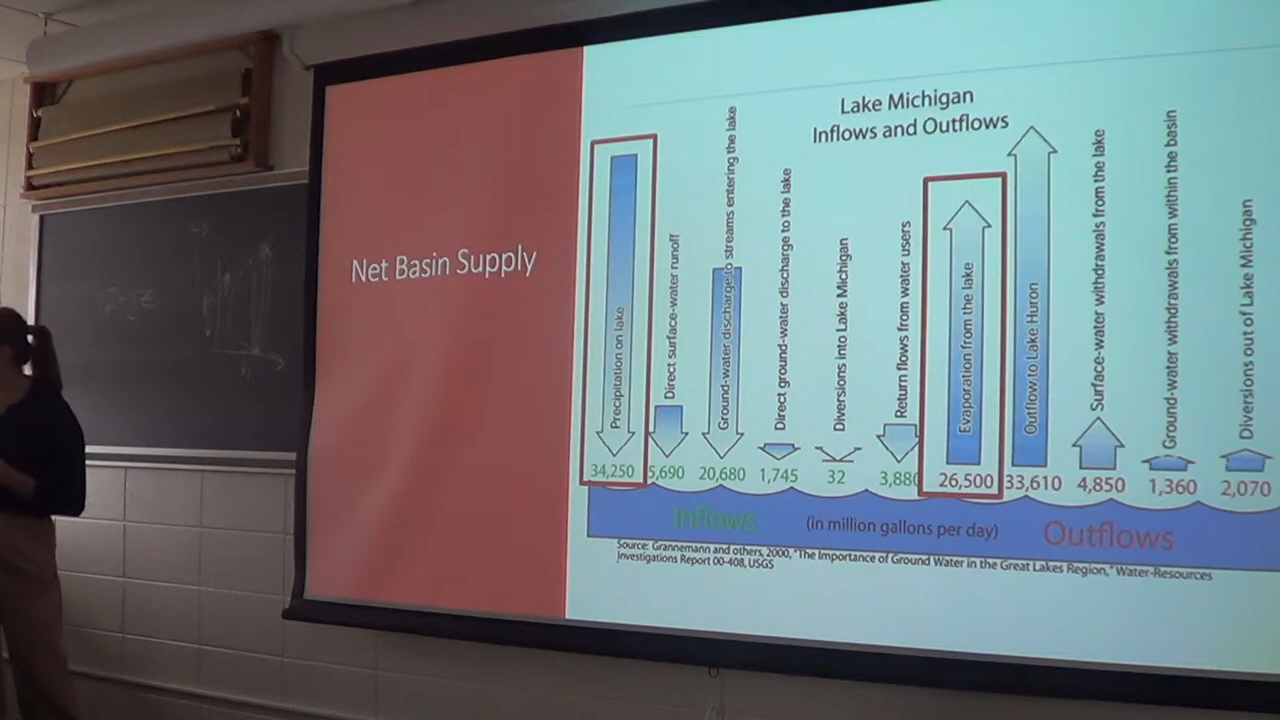 Net Basin Supply
Lake Michigan
Inflows and Outflows
Precipitation on lake
Direct surface-water runoff
Ground-water discharge to streams entering the lake
Direct ground-water discharge to the lake
Diversions into Lake Michigan
Return flows from water users
Evaporation from the lake
Outflow to Lake Huron
Surface-water withdrawals from the lake
Ground-water withdrawals from within the basin
Diversions out of Lake Michigan
34,250 5,690 20,680 1,745 32 3,880 26,500 33,610 4,850 1,360 2,070
Inflows (in million gallons per day) Outflows
Source: Grannemann and others, 2000, "The Importance of Ground Water in the Great Lakes Region," Water-Resources
Investigations Report 00-408, USGS